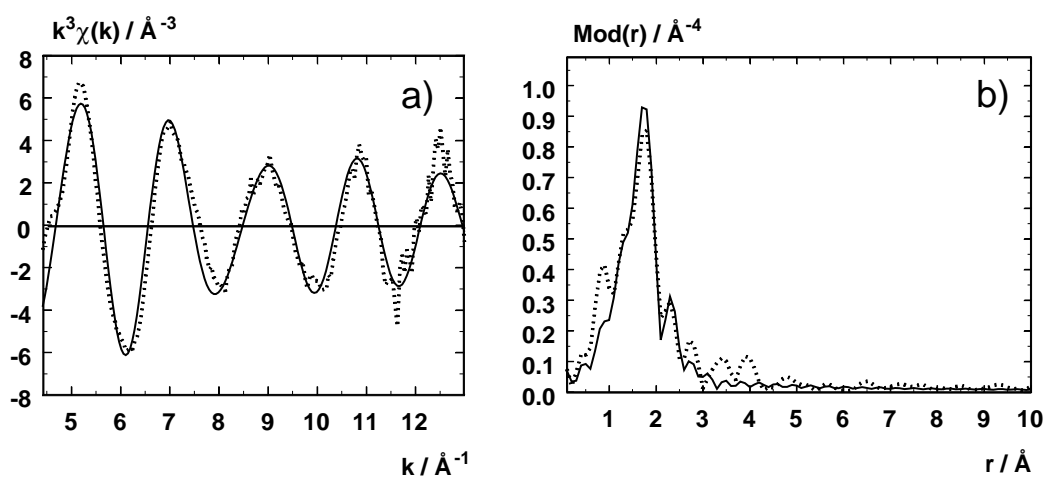 k³χ(k) / Å⁻³
8
6
4
2
0
-2
-4
-6
-8
a)
5 6 7 8 9 10 11 12
k / Å⁻¹
Mod(r) / Å⁻⁴
1.0
0.9
0.8
0.7
0.6
0.5
0.4
0.3
0.2
0.1
0.0
b)
1 2 3 4 5 6 7 8 9 10
r / Å